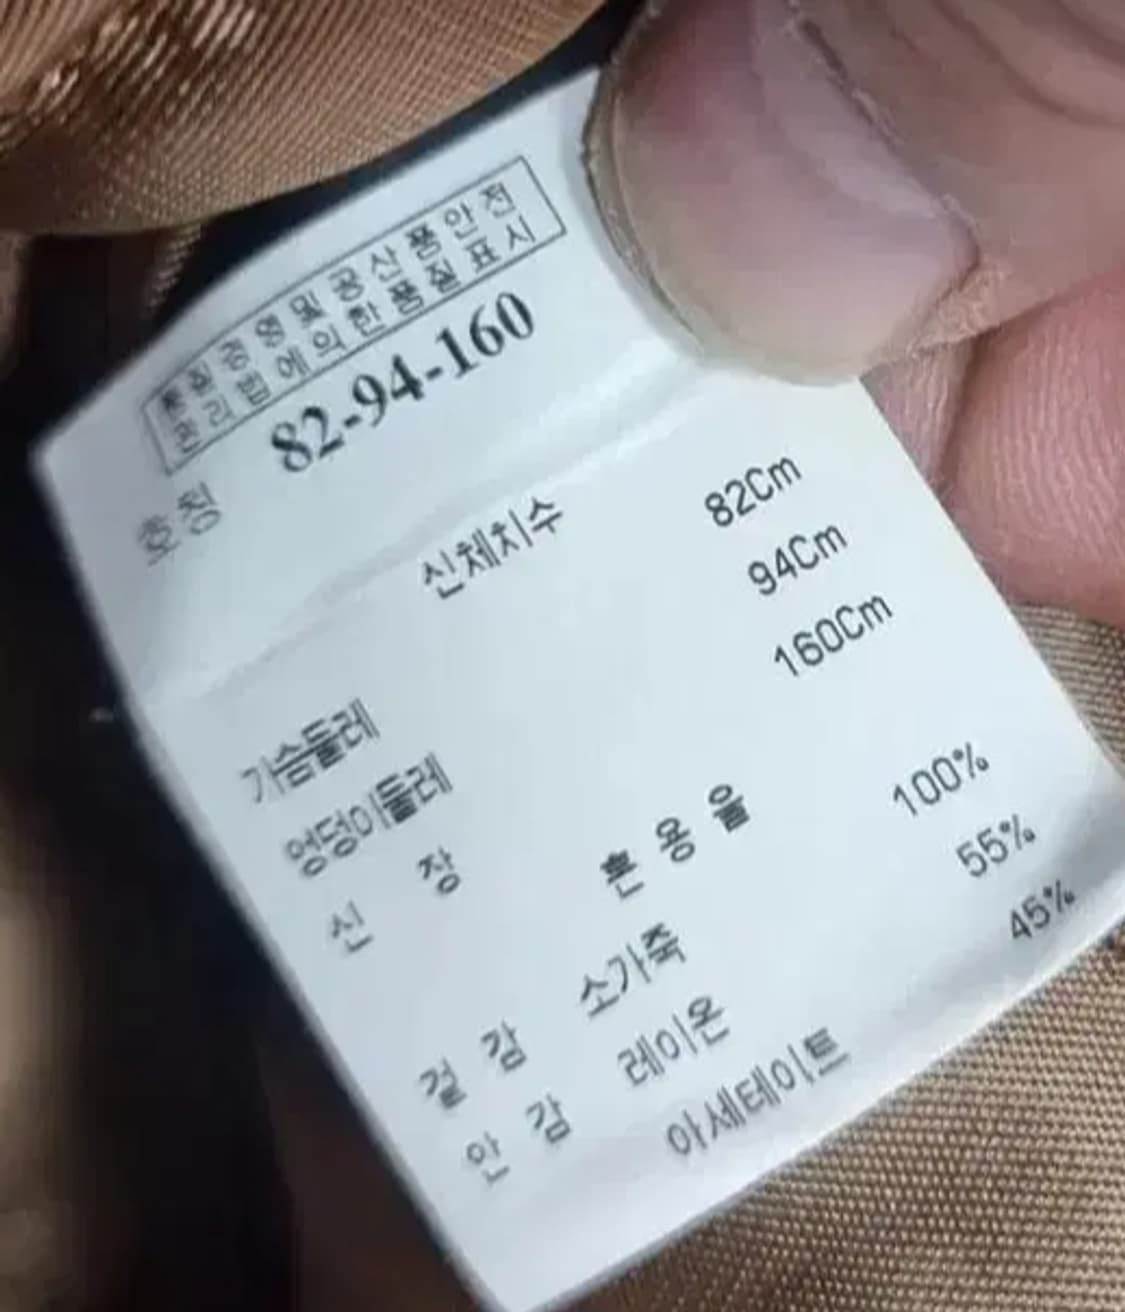 품질경영 및 공산품안전
관리법에 의한 품질표시
호칭 82-94-160
신체치수
가슴둘레 82Cm
엉덩이둘레 94Cm
신 장 160Cm
혼 용 율
겉 감 소가죽 100%
안 감 레이온 55%
아세테이트 45%